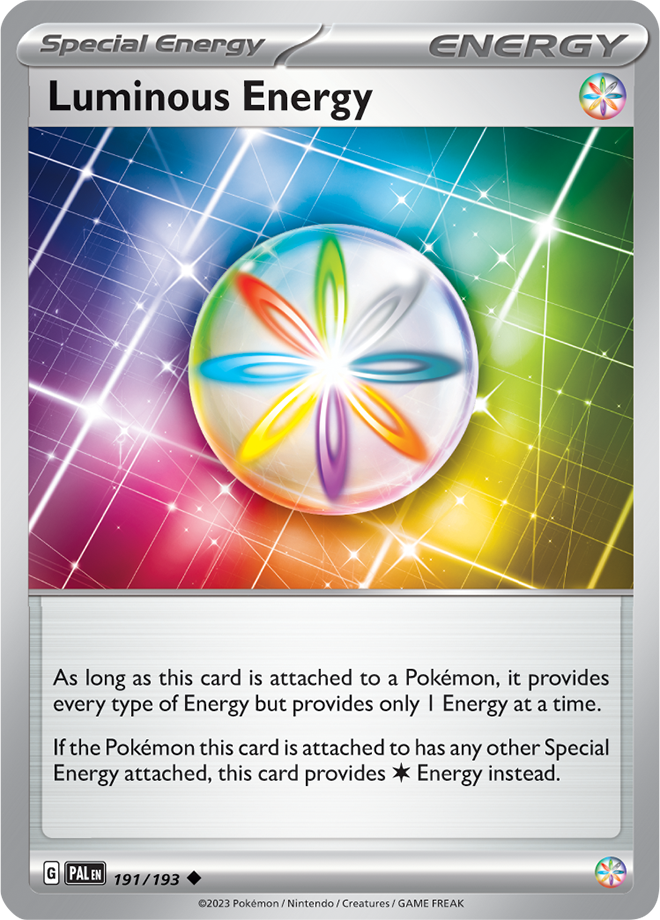 Special Energy ENERGY
Luminous Energy
As long as this card is attached to a Pokémon, it provides
every type of Energy but provides only 1 Energy at a time.
If the Pokémon this card is attached to has any other Special
Energy attached, this card provides Energy instead.
G PAL EN 191/193
©2023 Pokémon / Nintendo / Creatures / GAME FREAK